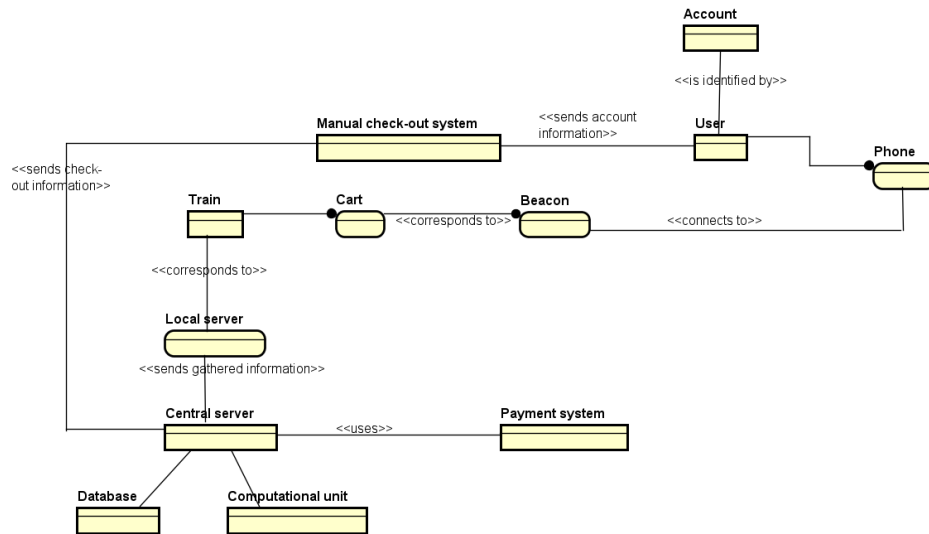 Account
<<is identified by>>
<<sends account
information>>
Manual check-out system
User
Phone
<<sends check-
out information>>
Train
Cart
Beacon
<<corresponds to>>
<<connects to>>
<<corresponds to>>
Local server
<<sends gathered information>>
Central server
Payment system
<<uses>>
Database
Computational unit